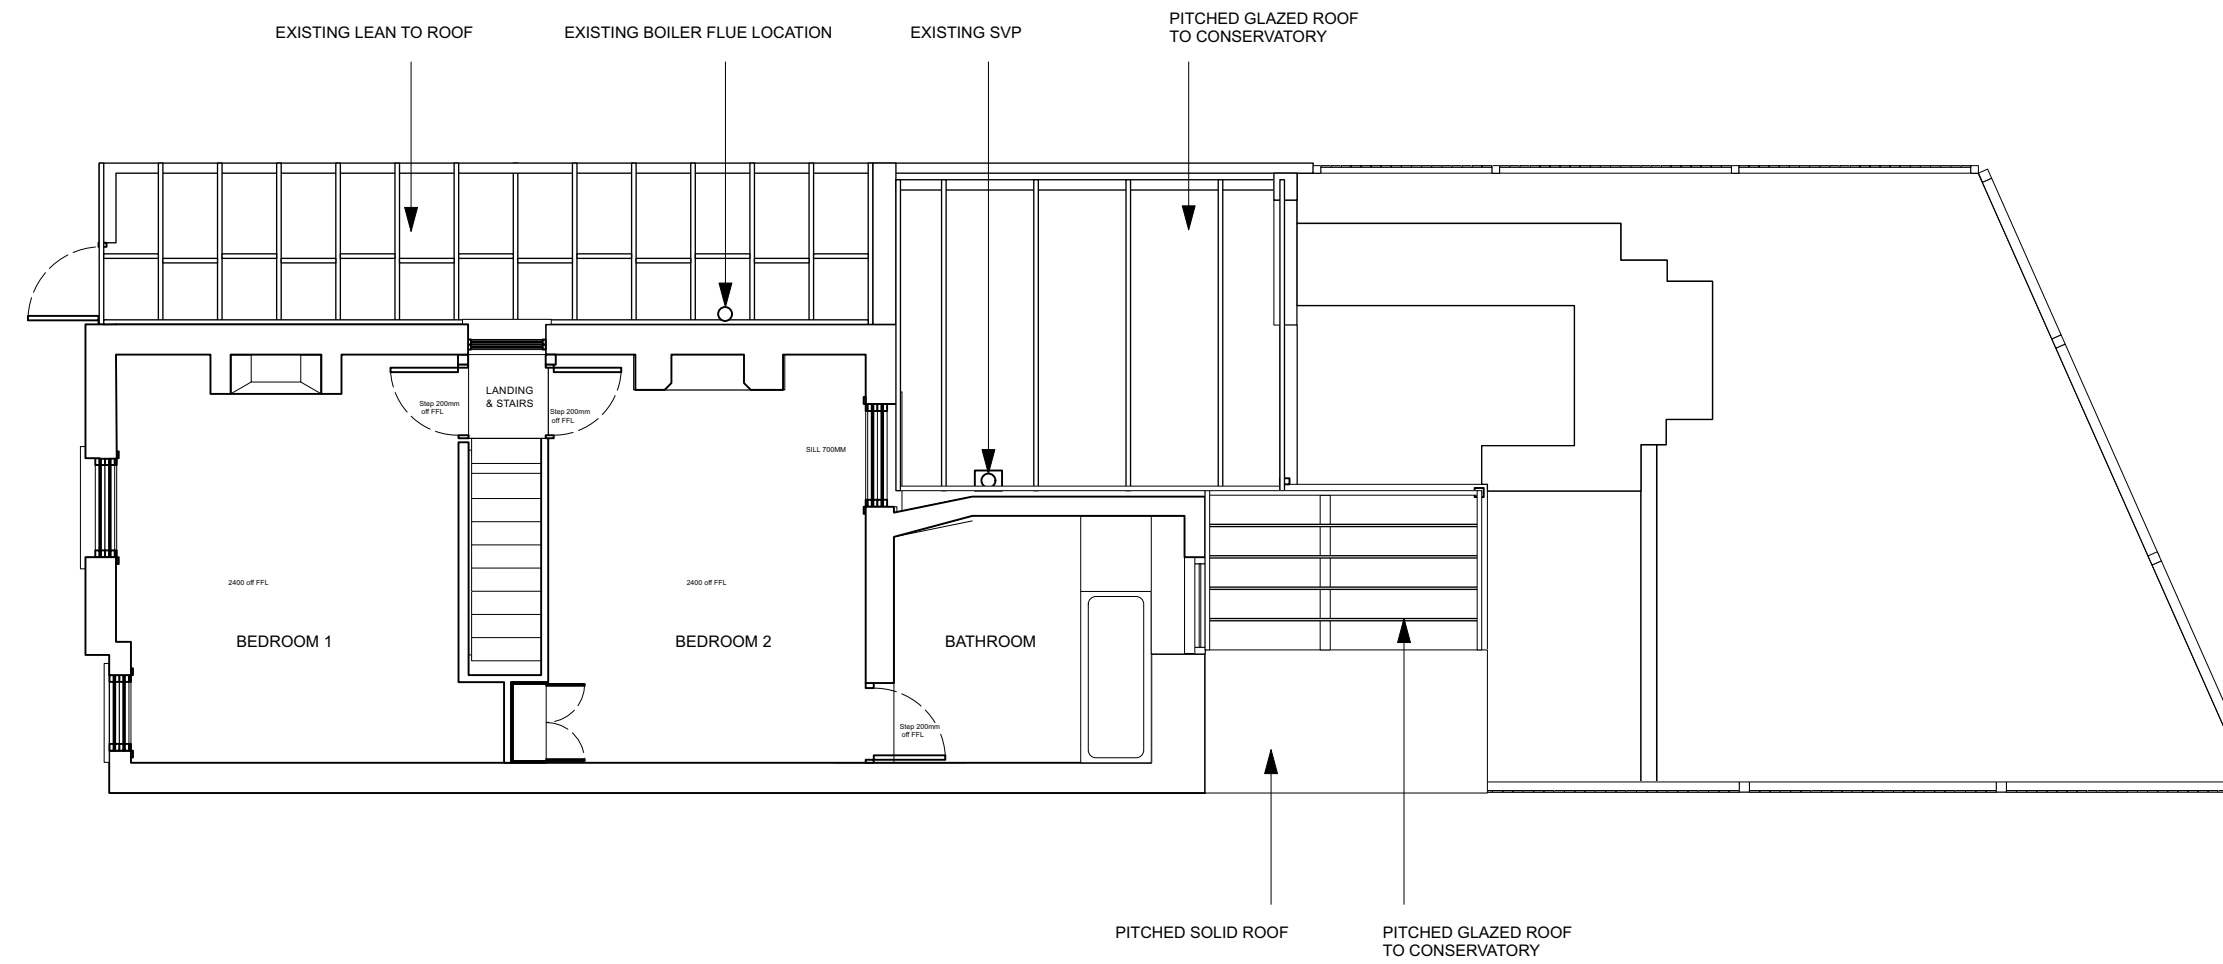 EXISTING LEAN TO ROOF
EXISTING BOILER FLUE LOCATION
EXISTING SVP
PITCHED GLAZED ROOF
TO CONSERVATORY
LANDING
& STAIRS
Step 200mm
off FFL
Step 200mm
off FFL
SILL 700MM
2400 off FFL
2400 off FFL
BEDROOM 1
BEDROOM 2
BATHROOM
Step 200mm
off FFL
PITCHED SOLID ROOF
PITCHED GLAZED ROOF
TO CONSERVATORY